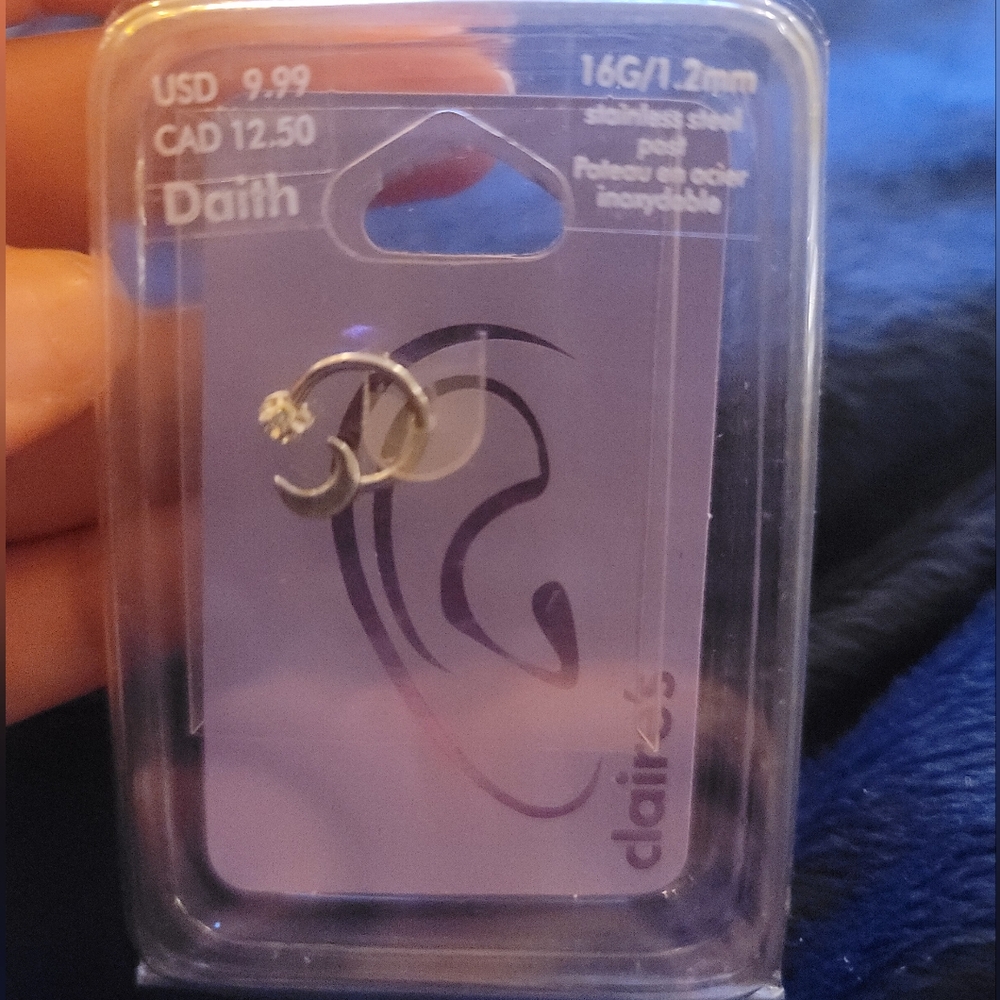 USD 9.99
CAD 12.50
Daith
16G/1.2mm
stainless steel
post
Poteau en acier
inoxydable
claire's